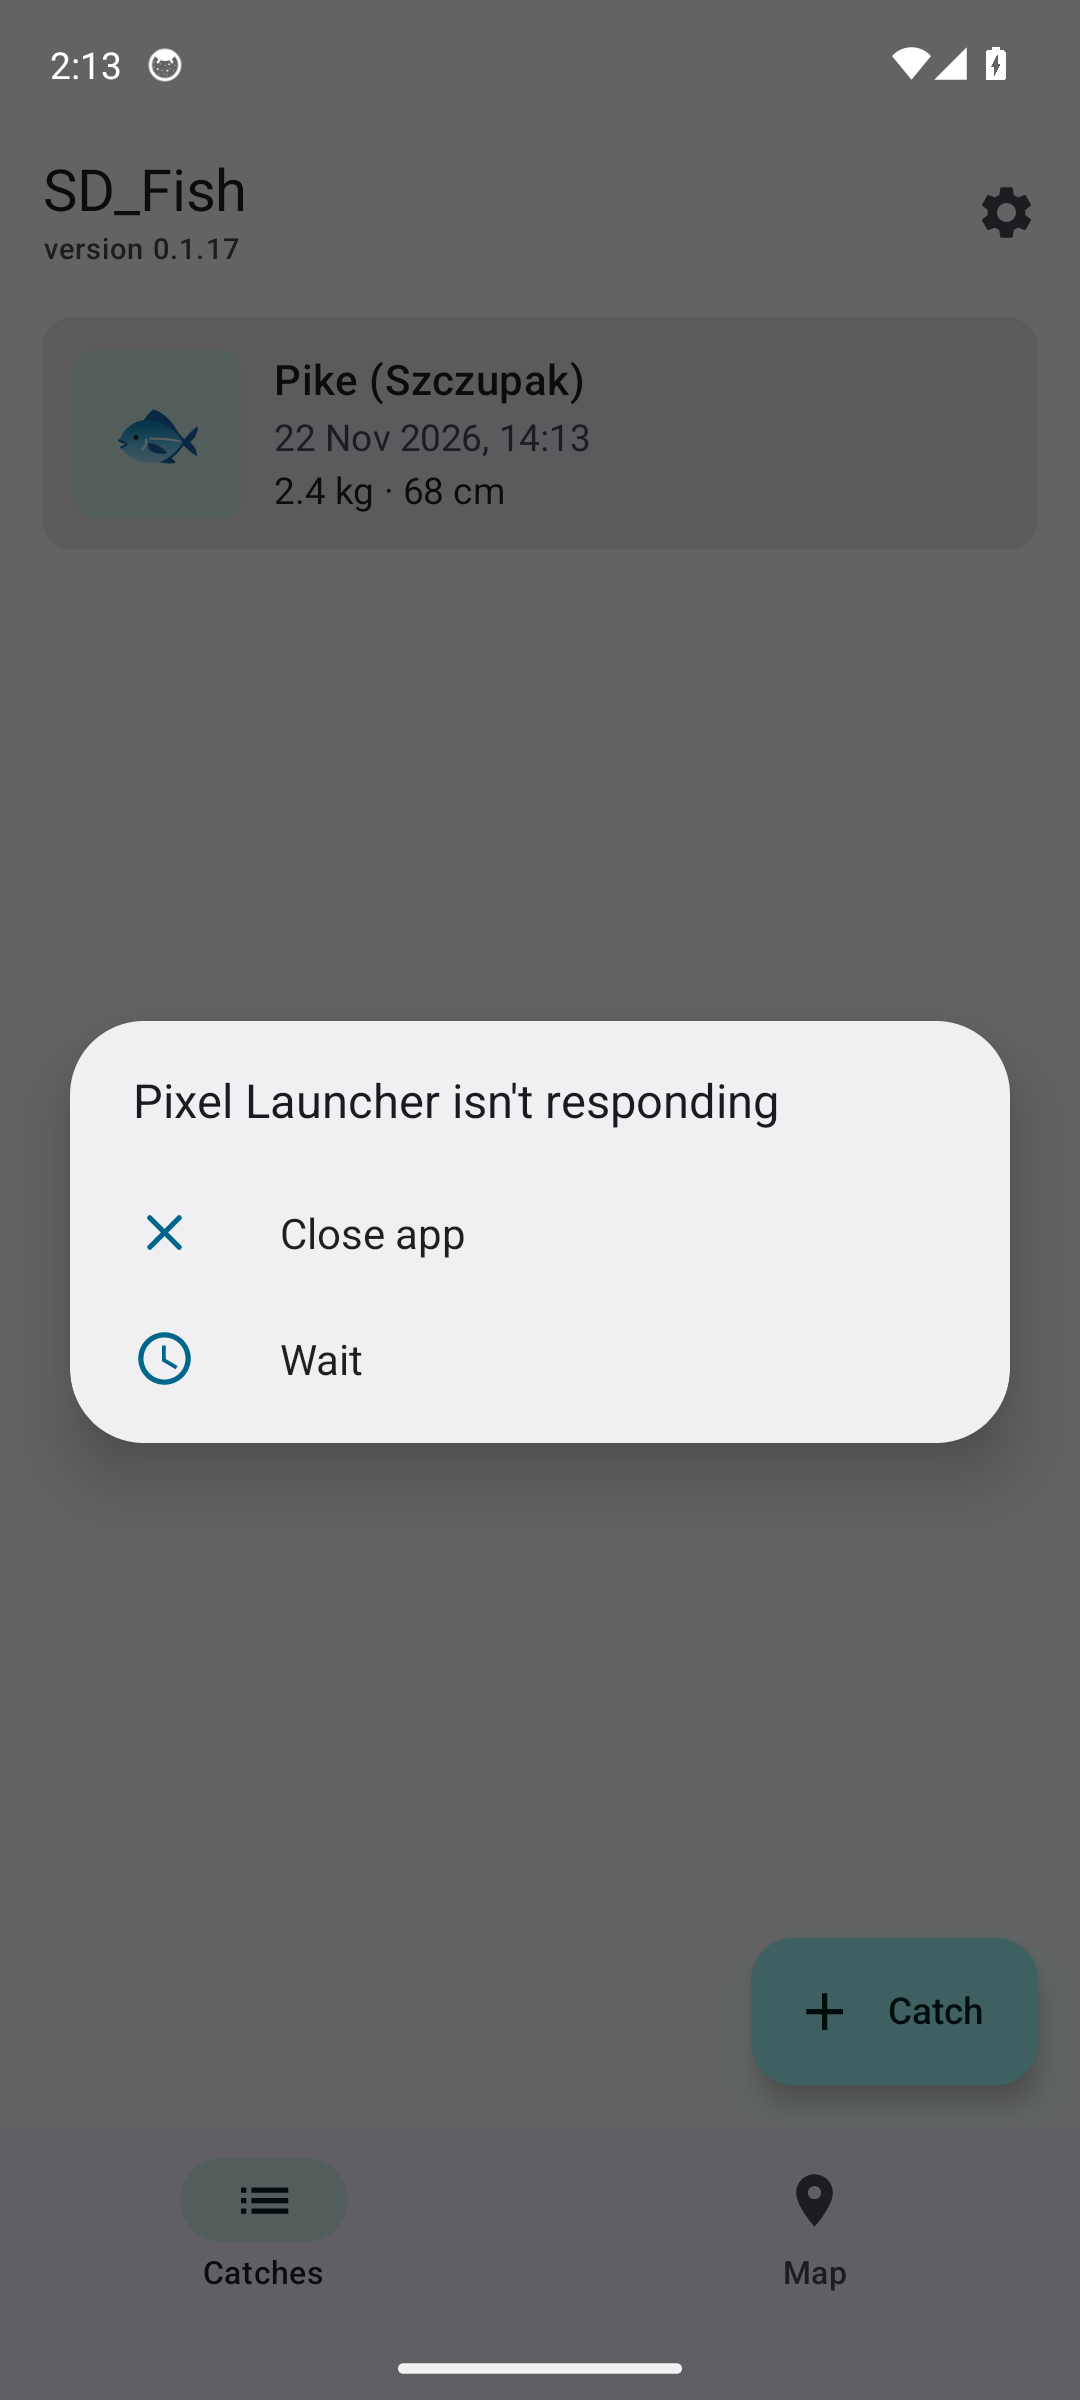 2:13
SD_Fish
version 0.1.17
Pike (Szczupak)
22 Nov 2026, 14:13
2.4 kg · 68 cm
Pixel Launcher isn't responding
Close app
Wait
Catch
Catches
Map